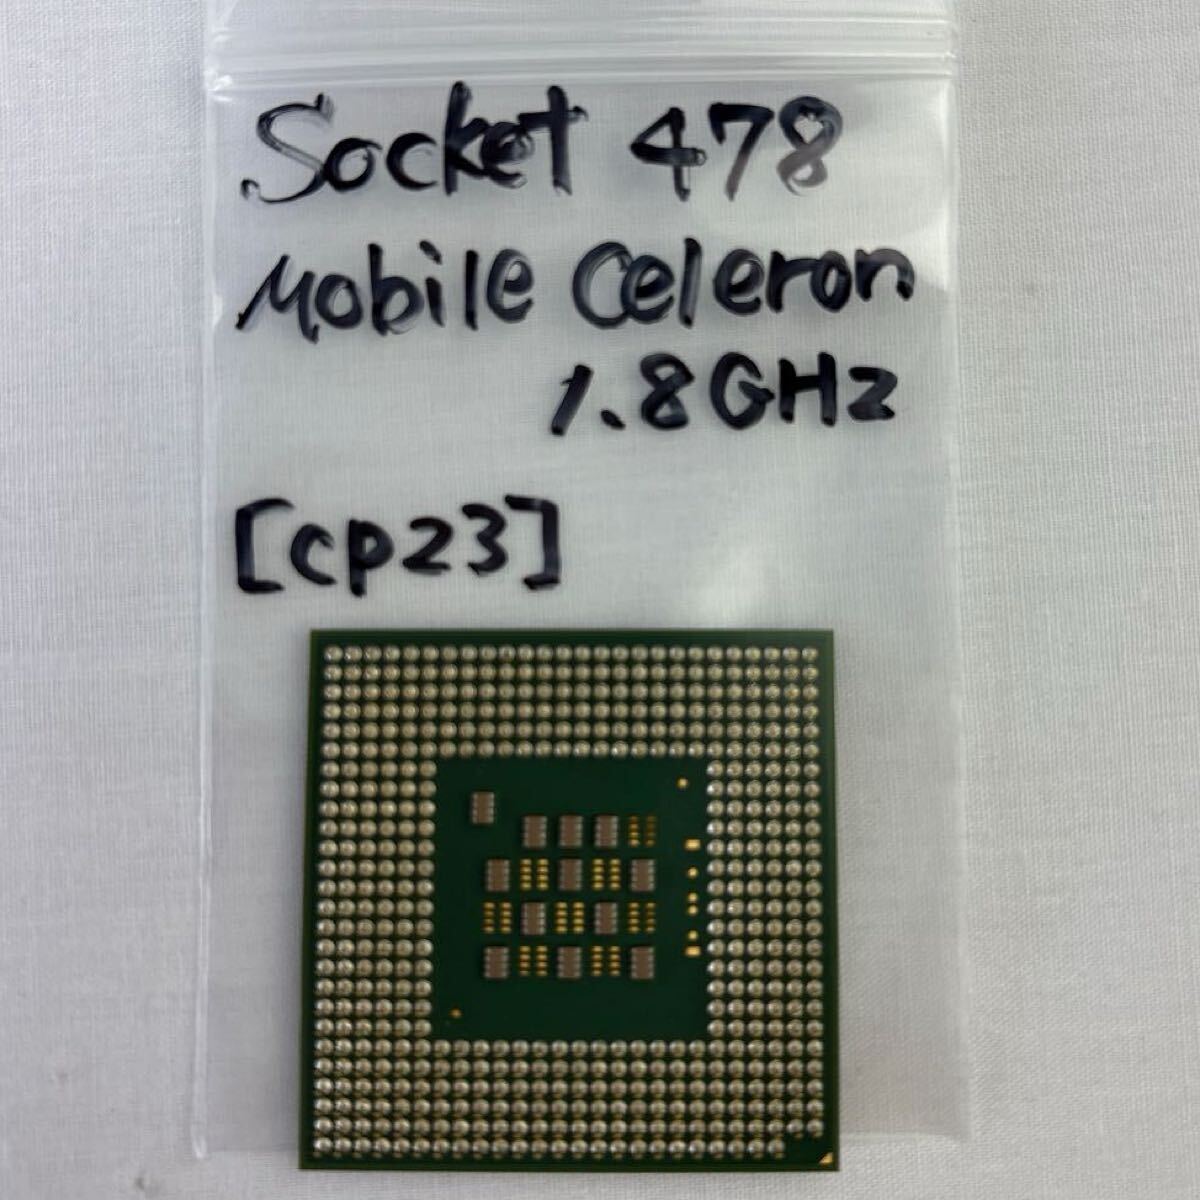 Socket 478
Mobile Celeron
1.8GHz
[cp23]